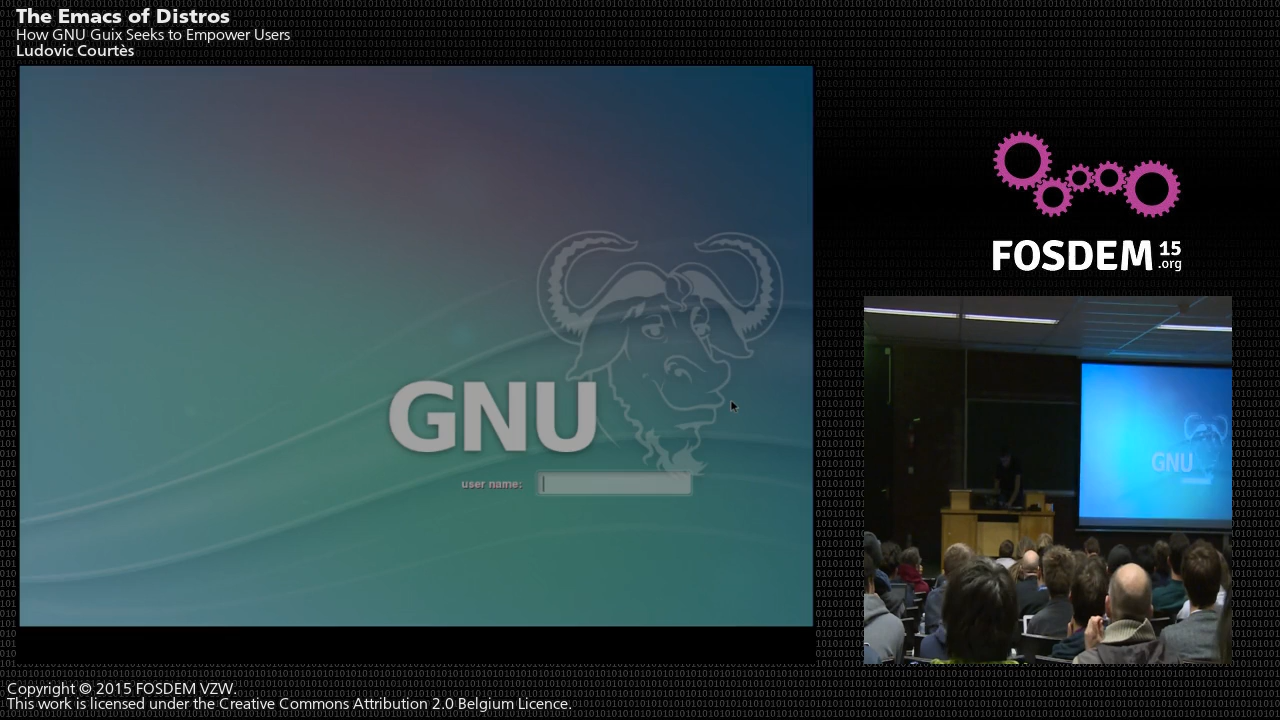 The Emacs of Distros
How GNU Guix Seeks to Empower Users
Ludovic Courtès
GNU
user name:
FOSDEM 15
.org
GNU
Copyright © 2015 FOSDEM VZW.
This work is licensed under the Creative Commons Attribution 2.0 Belgium Licence.